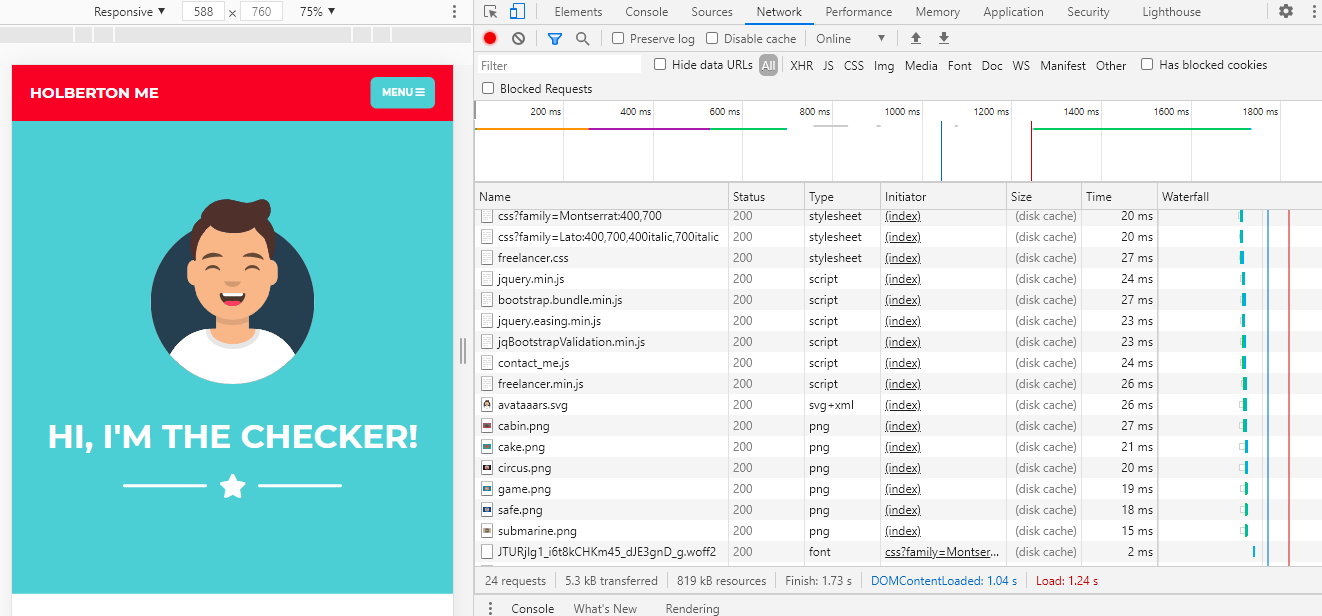 Responsive ▼ 588 × 760 75% ▼
Elements Console Sources Network Performance Memory Application Security Lighthouse
Preserve log Disable cache Online ▼
Filter Hide data URLs All XHR JS CSS Img Media Font Doc WS Manifest Other Has blocked cookies
Blocked Requests
200 ms 400 ms 600 ms 800 ms 1000 ms 1200 ms 1400 ms 1600 ms 1800 ms
HOLBERTON ME MENU
HI, I'M THE CHECKER!
Name Status Type Initiator Size Time Waterfall
css?family=Montserrat:400,700 200 stylesheet (index) (disk cache) 20 ms
css?family=Lato:400,700,400italic,700italic 200 stylesheet (index) (disk cache) 20 ms
freelancer.css 200 stylesheet (index) (disk cache) 27 ms
jquery.min.js 200 script (index) (disk cache) 24 ms
bootstrap.bundle.min.js 200 script (index) (disk cache) 27 ms
jquery.easing.min.js 200 script (index) (disk cache) 23 ms
jqBootstrapValidation.min.js 200 script (index) (disk cache) 23 ms
contact_me.js 200 script (index) (disk cache) 24 ms
freelancer.min.js 200 script (index) (disk cache) 26 ms
avataaars.svg 200 svg+xml (index) (disk cache) 26 ms
cabin.png 200 png (index) (disk cache) 27 ms
cake.png 200 png (index) (disk cache) 21 ms
circus.png 200 png (index) (disk cache) 20 ms
game.png 200 png (index) (disk cache) 19 ms
safe.png 200 png (index) (disk cache) 18 ms
submarine.png 200 png (index) (disk cache) 15 ms
JTURjIg1_i6t8kCHKm45_dJE3gnD_g.woff2 200 font css?family=Montser... (disk cache) 2 ms
24 requests 5.3 kB transferred 819 kB resources Finish: 1.73 s DOMContentLoaded: 1.04 s Load: 1.24 s
Console What's New Rendering